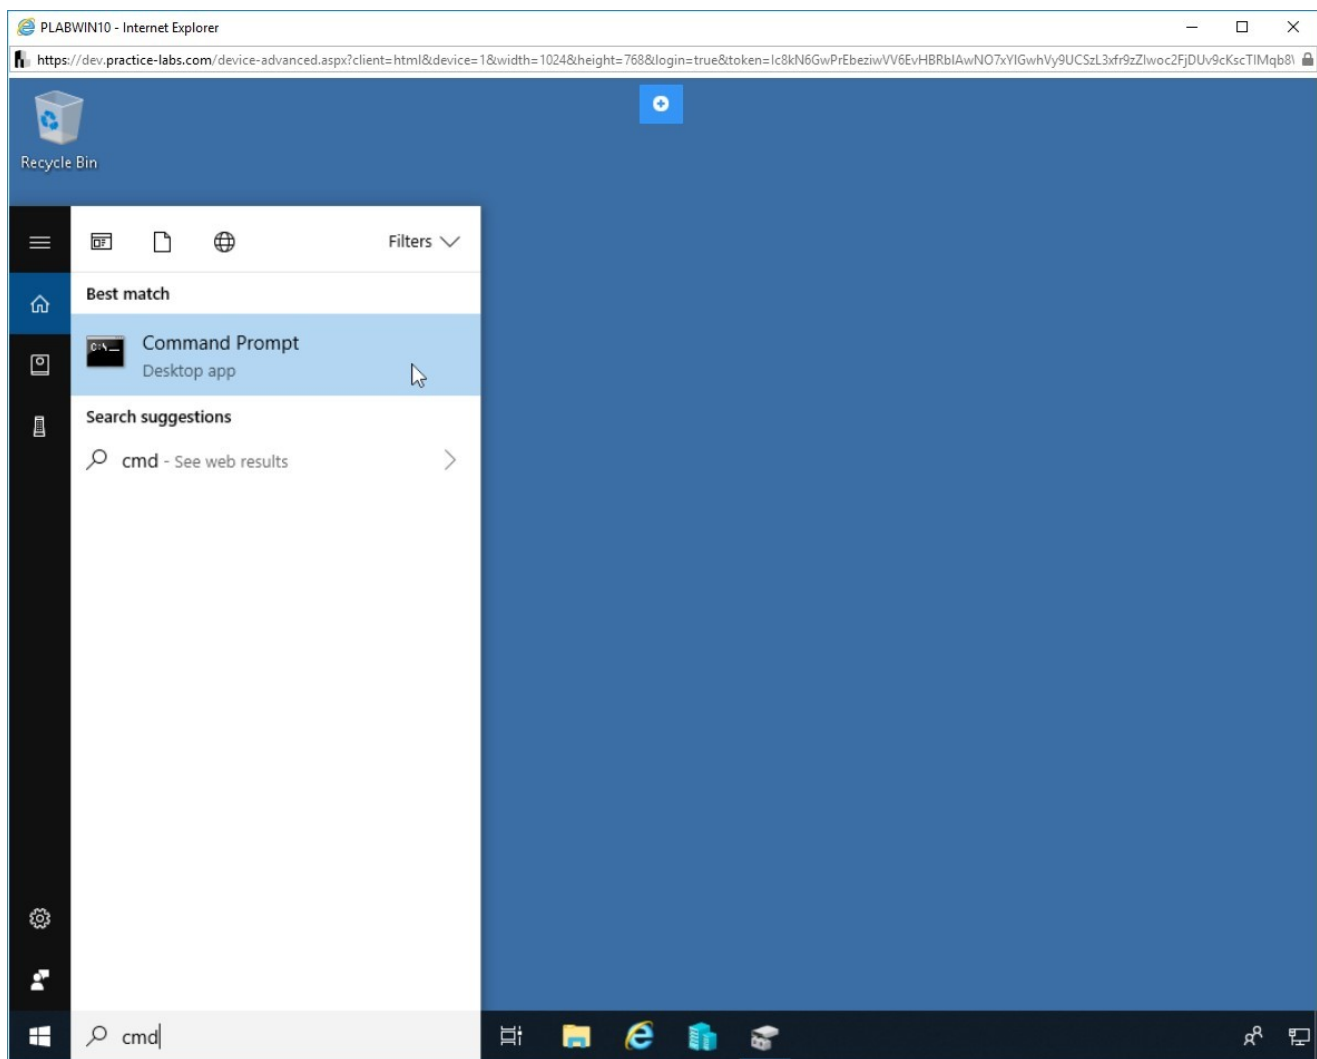 PLABWIN10 - Internet Explorer
https://dev.practice-labs.com/device-advanced.aspx?client=html&device=1&width=1024&height=768&login=true&token=
Recycle Bin
Filters
Best match
C:\_
Command Prompt
Desktop app
Search suggestions
cmd - See web results
cmd